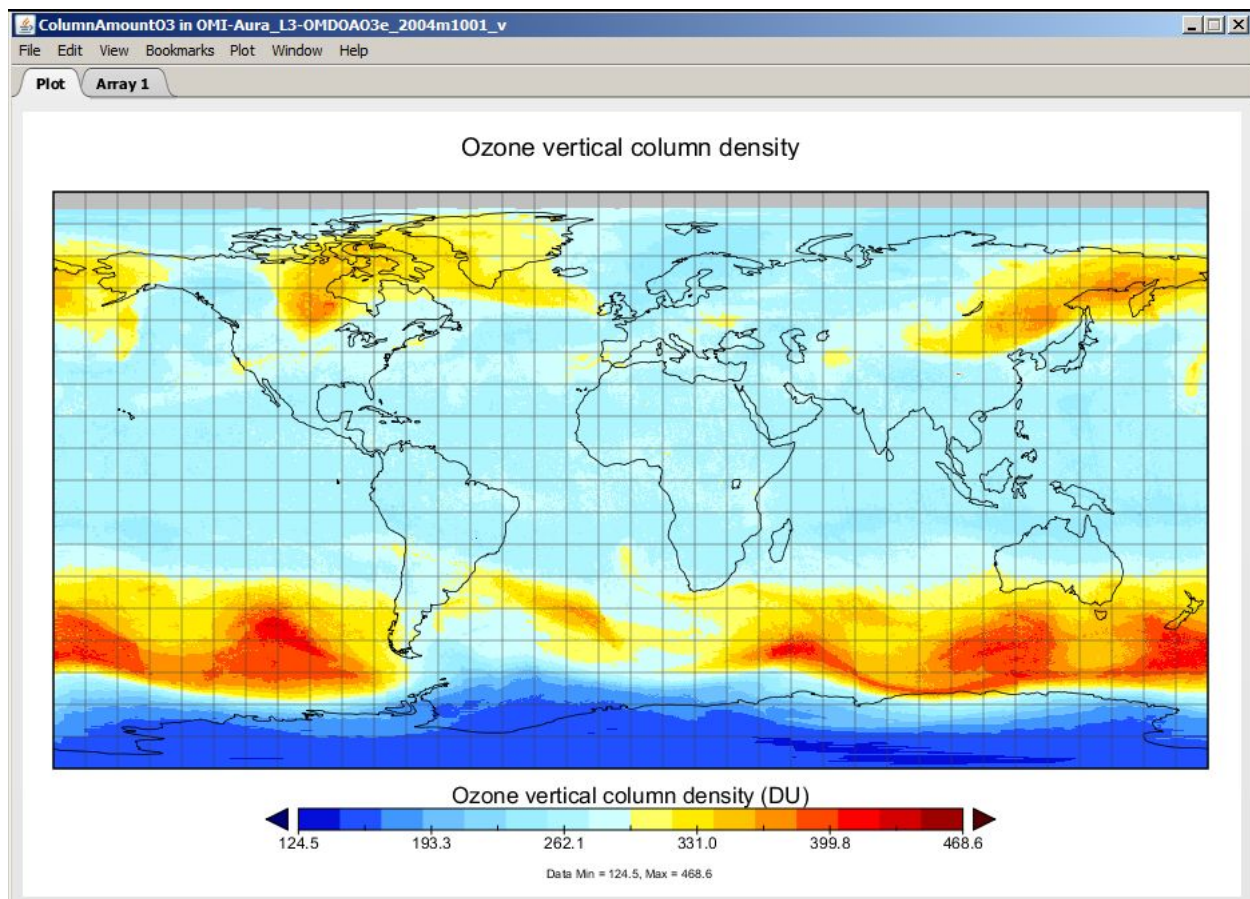 ColumnAmountO3 in OMI-Aura_L3-OMDOAO3e_2004m1001_v
File Edit View Bookmarks Plot Window Help
Plot Array 1
Ozone vertical column density
Ozone vertical column density (DU)
124.5 193.3 262.1 331.0 399.8 468.6
Data Min = 124.5, Max = 468.6